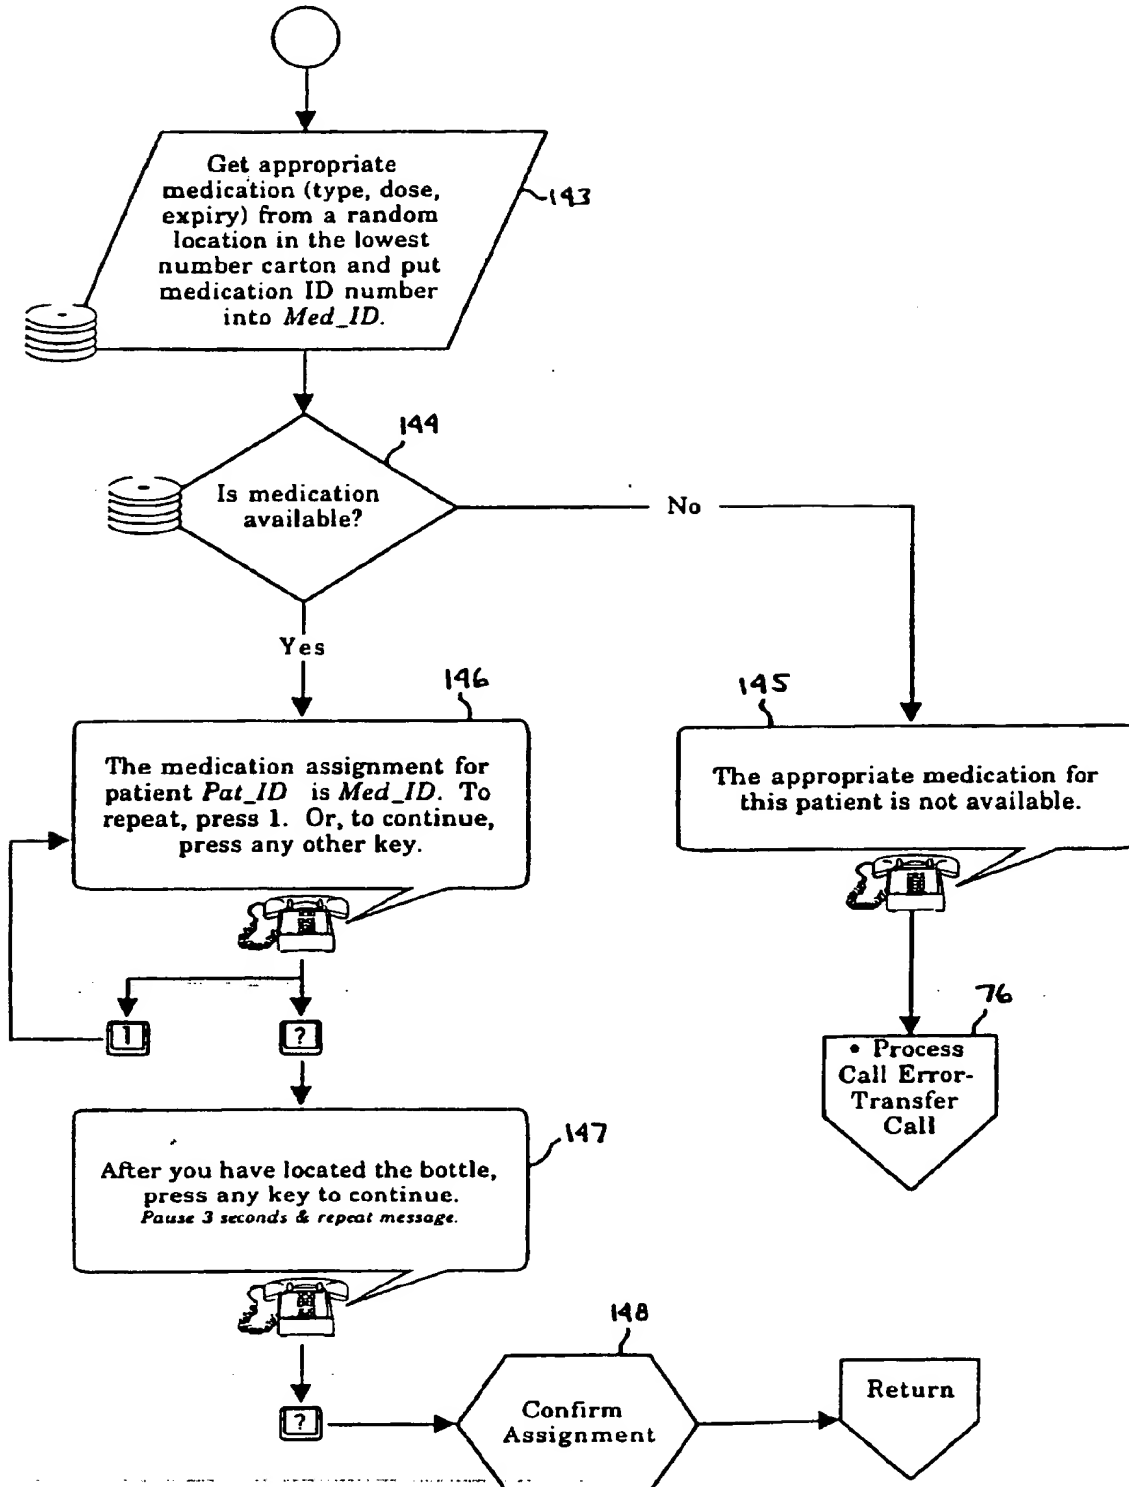 Get appropriate
medication (type, dose,
expiry) from a random
location in the lowest
number carton and put
medication ID number
into Med_ID.
143
144
Is medication
available?
No
Yes
146
The medication assignment for
patient Pat_ID is Med_ID. To
repeat, press 1. Or, to continue,
press any other key.
145
The appropriate medication for
this patient is not available.
1
?
76
• Process
Call Error-
Transfer
Call
147
After you have located the bottle,
press any key to continue.
Pause 3 seconds & repeat message.
148
?
Confirm
Assignment
Return